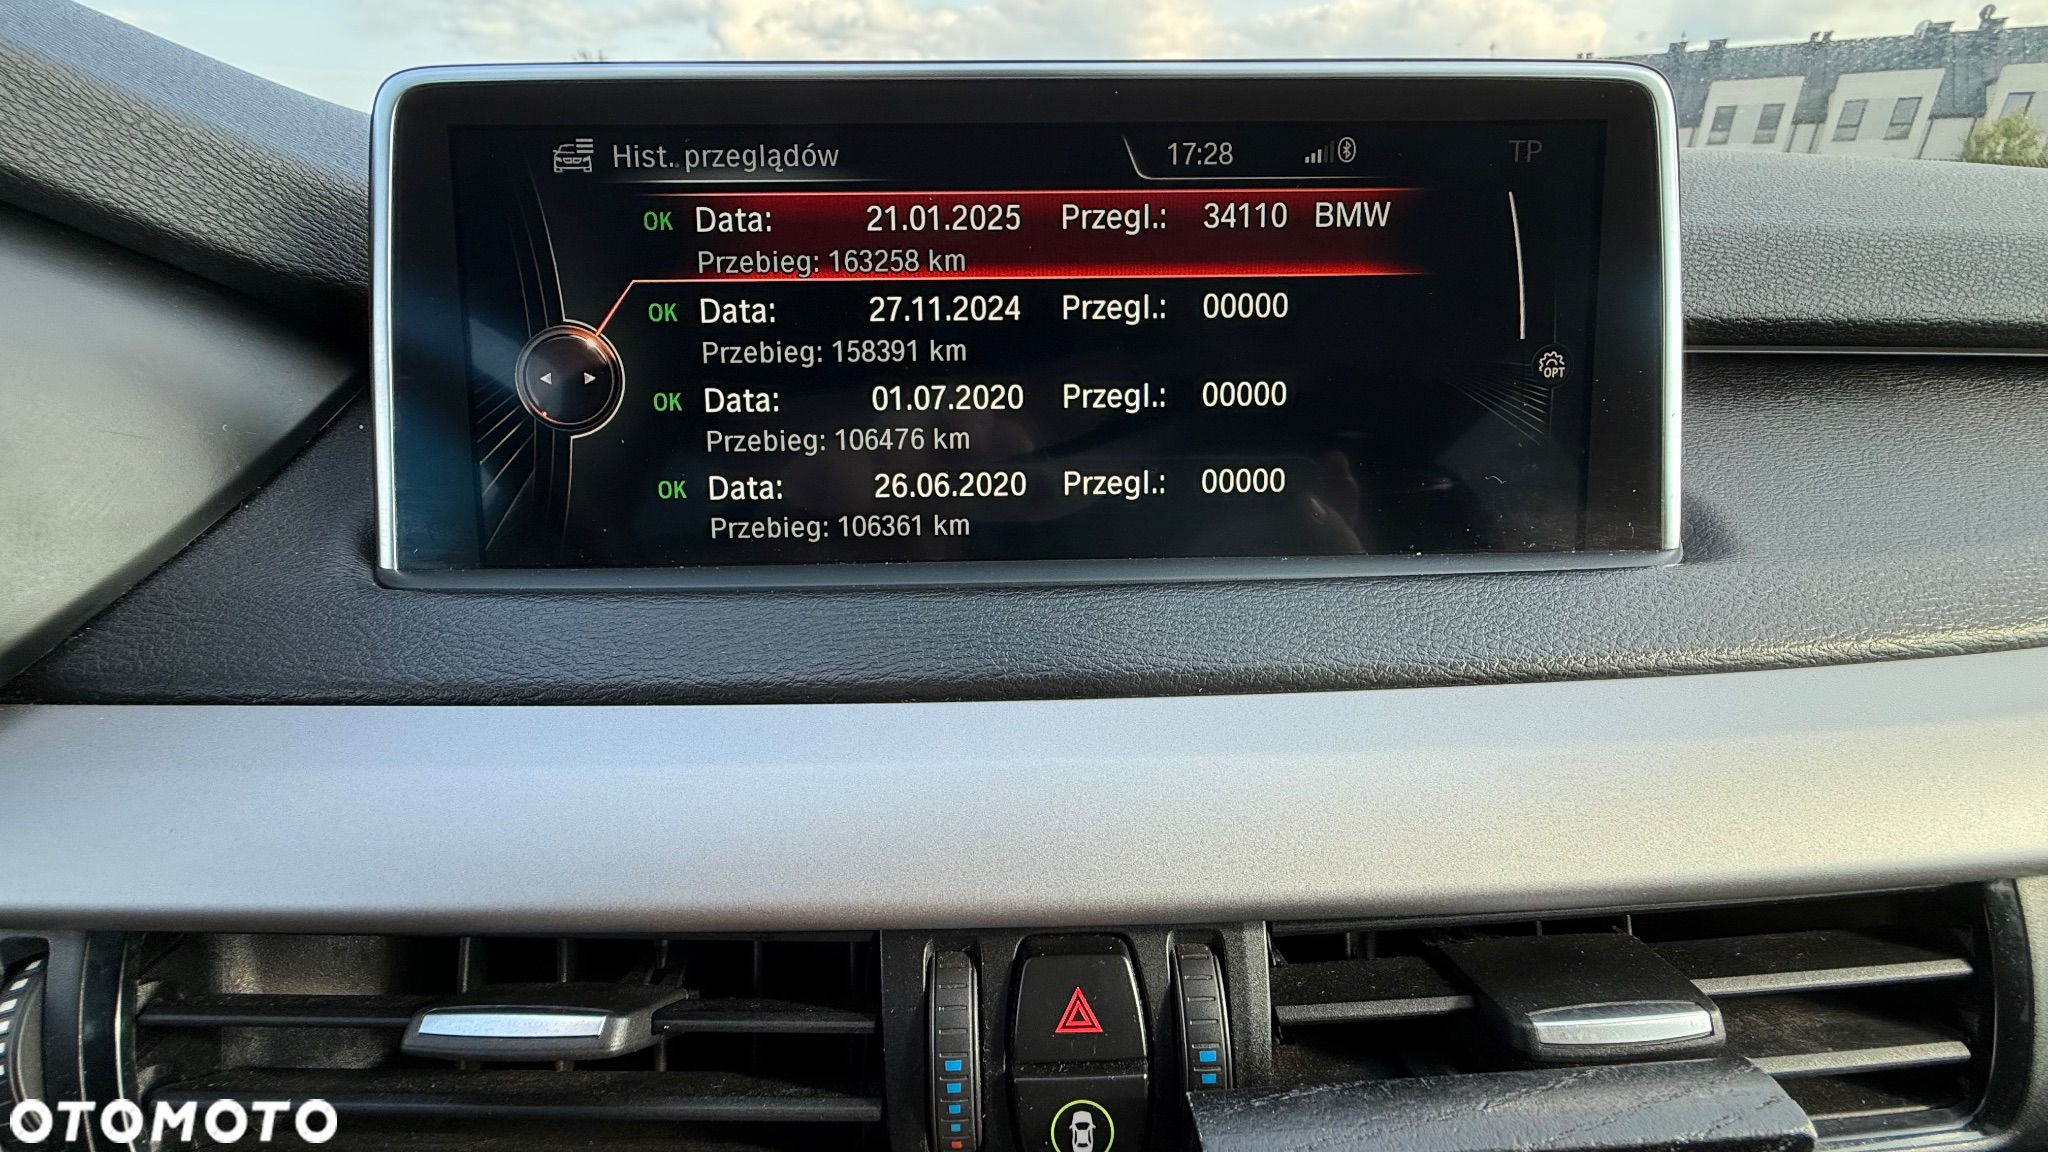 Hist. przeglądów 17:28 TP
OK Data: 21.01.2025 Przegl.: 34110 BMW
Przebieg: 163258 km
OK Data: 27.11.2024 Przegl.: 00000
Przebieg: 158391 km
OPT
OK Data: 01.07.2020 Przegl.: 00000
Przebieg: 106476 km
OK Data: 26.06.2020 Przegl.: 00000
Przebieg: 106361 km
OTOMOTO